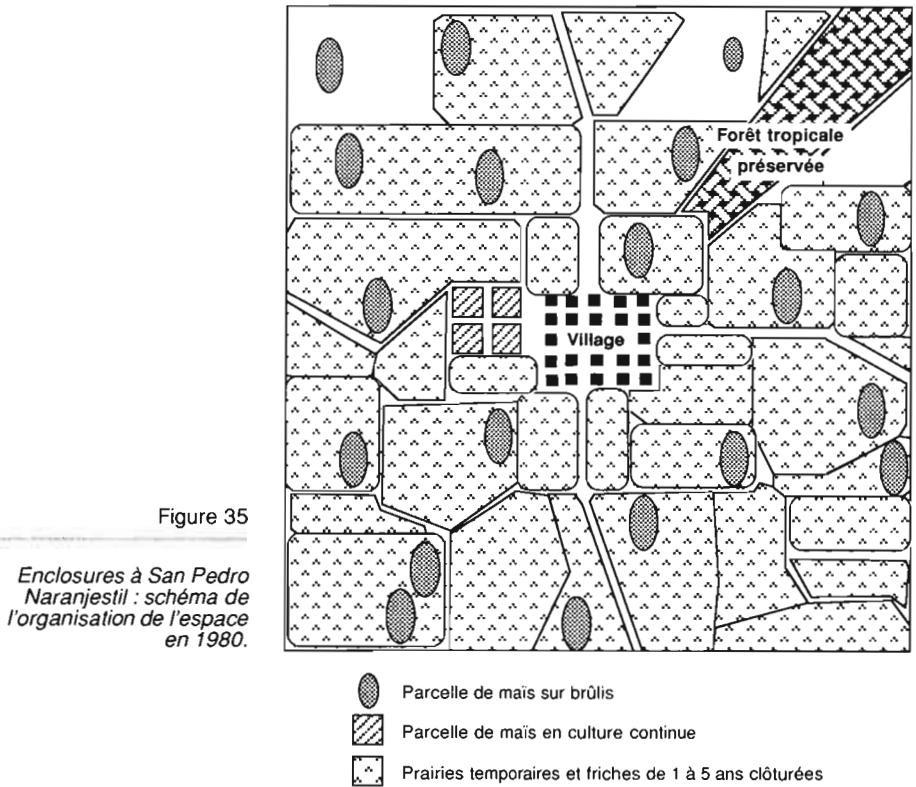 Forêt tropicale
préservée
Village
Figure 35
Enclosures à San Pedro
Naranjestil : schéma de
l'organisation de l'espace
en 1980.
Parcelle de maïs sur brûlis
Parcelle de maïs en culture continue
Prairies temporaires et friches de 1 à 5 ans clôturées